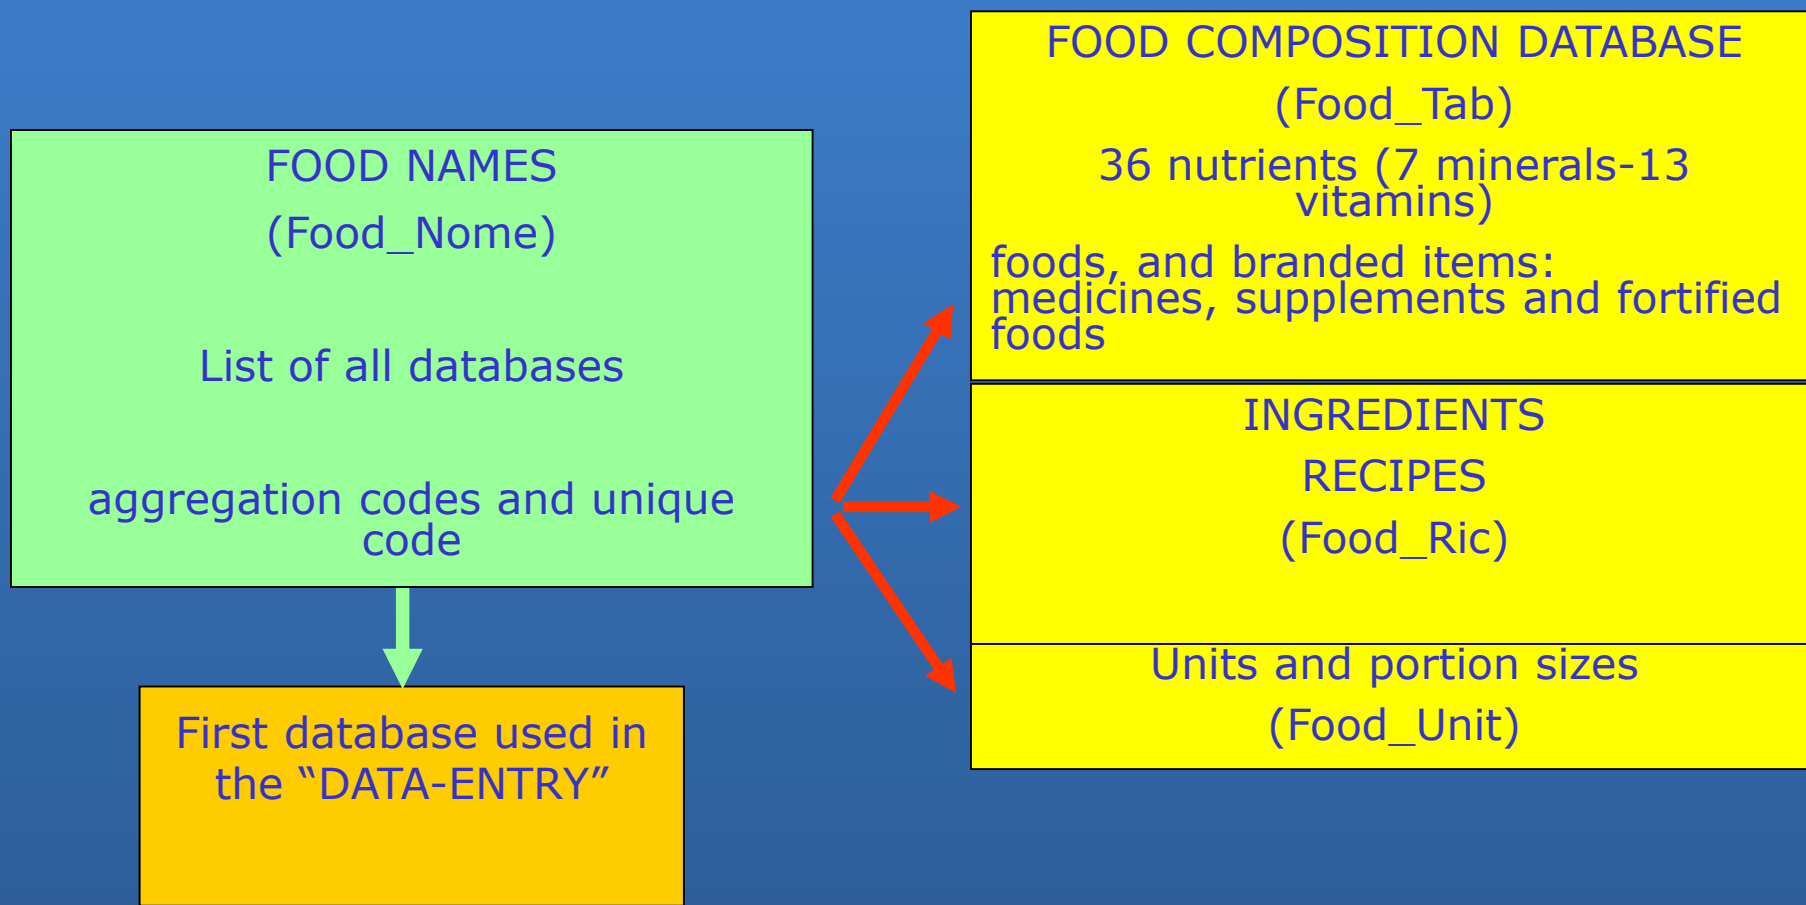 FOOD NAMES
(Food_Nome)
List of all databases
aggregation codes and unique
code
First database used in
the “DATA-ENTRY”
FOOD COMPOSITION DATABASE
(Food_Tab)
36 nutrients (7 minerals-13
vitamins)
foods, and branded items:
medicines, supplements and fortified
foods
INGREDIENTS
RECIPES
(Food_Ric)
Units and portion sizes
(Food_Unit)